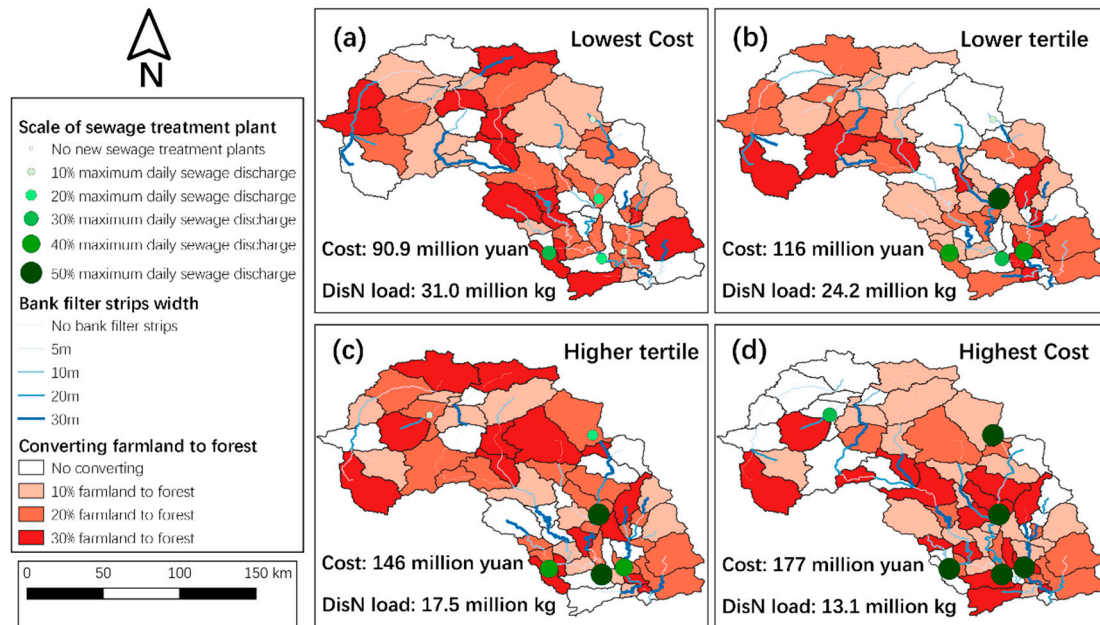 N
Scale of sewage treatment plant
No new sewage treatment plants
10% maximum daily sewage discharge
20% maximum daily sewage discharge
30% maximum daily sewage discharge
40% maximum daily sewage discharge
50% maximum daily sewage discharge
Bank filter strips width
No bank filter strips
5m
10m
20m
30m
Converting farmland to forest
No converting
10% farmland to forest
20% farmland to forest
30% farmland to forest
0 50 100 150 km
(a) Lowest Cost
Cost: 90.9 million yuan
DisN load: 31.0 million kg
(b) Lower tertile
Cost: 116 million yuan
DisN load: 24.2 million kg
(c) Higher tertile
Cost: 146 million yuan
DisN load: 17.5 million kg
(d) Highest Cost
Cost: 177 million yuan
DisN load: 13.1 million kg